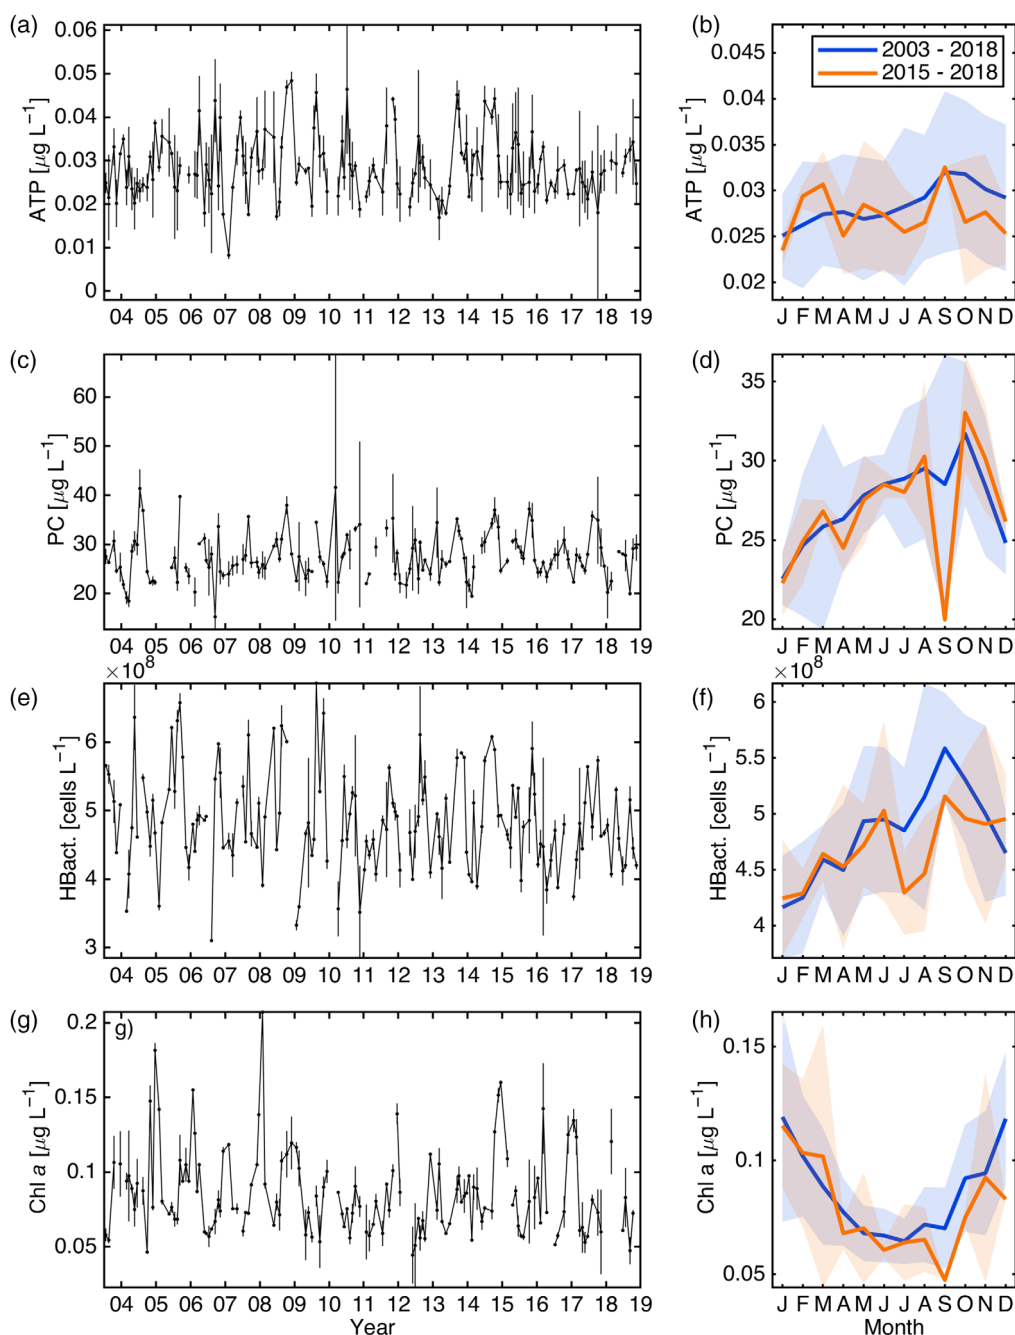 (a)
0.06
0.05
0.04
0.03
0.02
0.01
0
ATP [µg L⁻¹]
04 05 06 07 08 09 10 11 12 13 14 15 16 17 18 19
(b)
2003 - 2018
2015 - 2018
0.045
0.04
0.035
0.03
0.025
0.02
ATP [µg L⁻¹]
J F M A M J J A S O N D
(c)
60
50
40
30
20
PC [µg L⁻¹]
04 05 06 07 08 09 10 11 12 13 14 15 16 17 18 19
(d)
35
30
25
20
PC [µg L⁻¹]
J F M A M J J A S O N D
(e)
×10⁸
6
5
4
3
HBact. [cells L⁻¹]
04 05 06 07 08 09 10 11 12 13 14 15 16 17 18 19
(f)
×10⁸
6
5.5
5
4.5
4
HBact. [cells L⁻¹]
J F M A M J J A S O N D
(g)
g)
0.2
0.15
0.1
0.05
Chl a [µg L⁻¹]
04 05 06 07 08 09 10 11 12 13 14 15 16 17 18 19
Year
(h)
0.15
0.1
0.05
Chl a [µg L⁻¹]
J F M A M J J A S O N D
Month